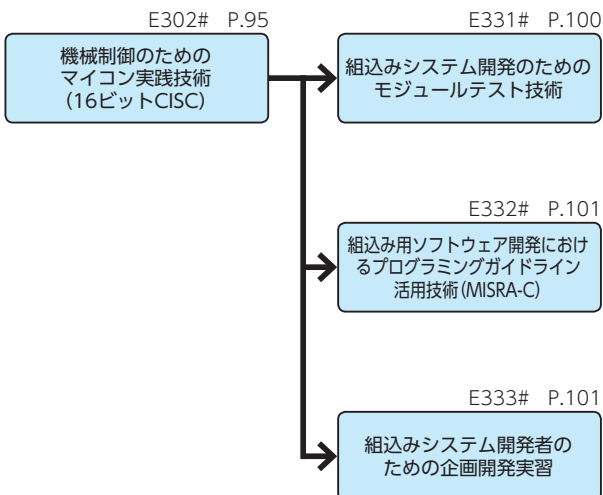 E302# P.95
機械制御のための
マイコン実践技術
(16ビットCISC)
E331# P.100
組込みシステム開発のための
モジュールテスト技術
E332# P.101
組込み用ソフトウェア開発におけ
るプログラミングガイドライン
活用技術(MISRA-C)
E333# P.101
組込みシステム開発者の
ための企画開発実習